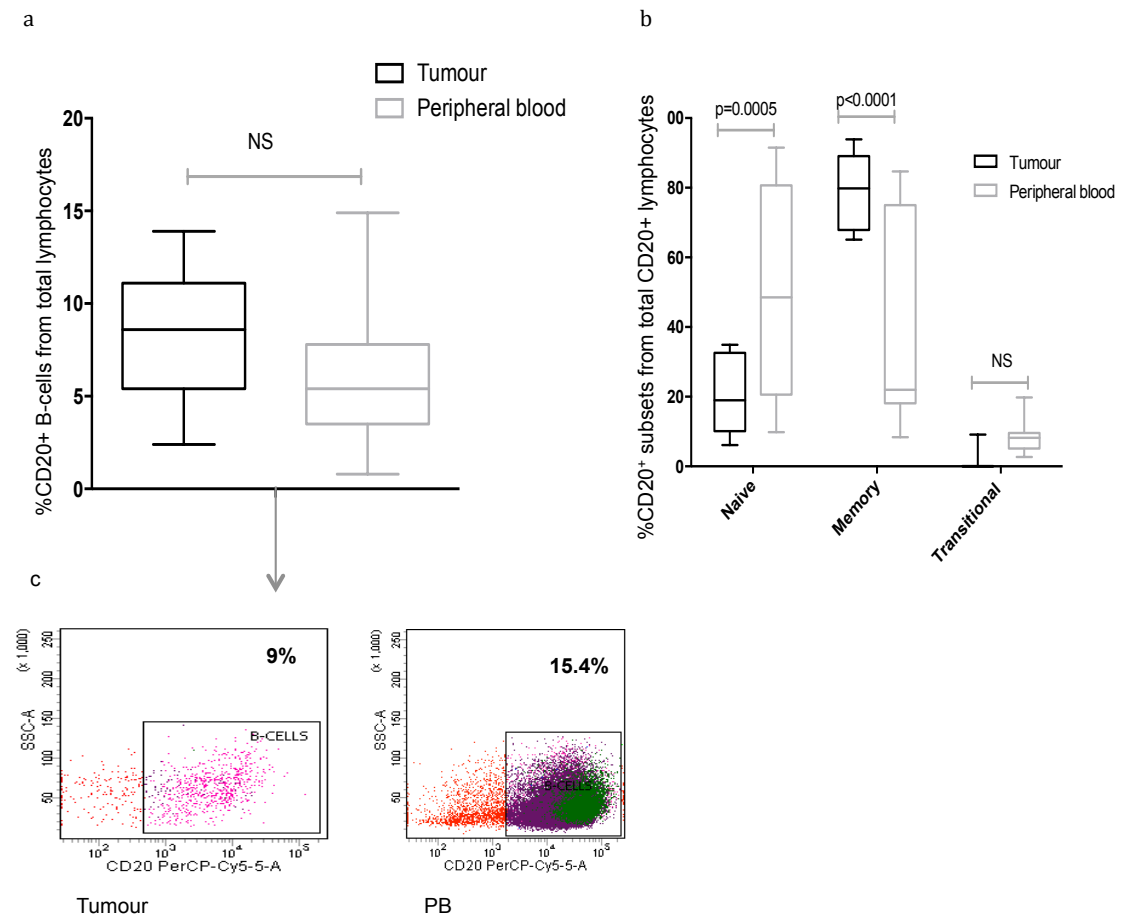 a
Tumour
Peripheral blood
NS
%CD20+ B-cells from total lymphocytes
20
15
10
5
0
b
p=0.0005
p<0.0001
Tumour
Peripheral blood
NS
%CD20+ subsets from total CD20+ lymphocytes
00
80
60
40
20
0
Naive
Memory
Transitional
c
9%
B-CELLS
(x 1,000)
SSC-A
250
200
150
100
50
10²
10³
10⁴
10⁵
CD20 PerCP-Cy5-5-A
Tumour
15.4%
B-CELLS
(x 1,000)
SSC-A
250
200
150
100
50
10²
10³
10⁴
10⁵
CD20 PerCP-Cy5-5-A
PB